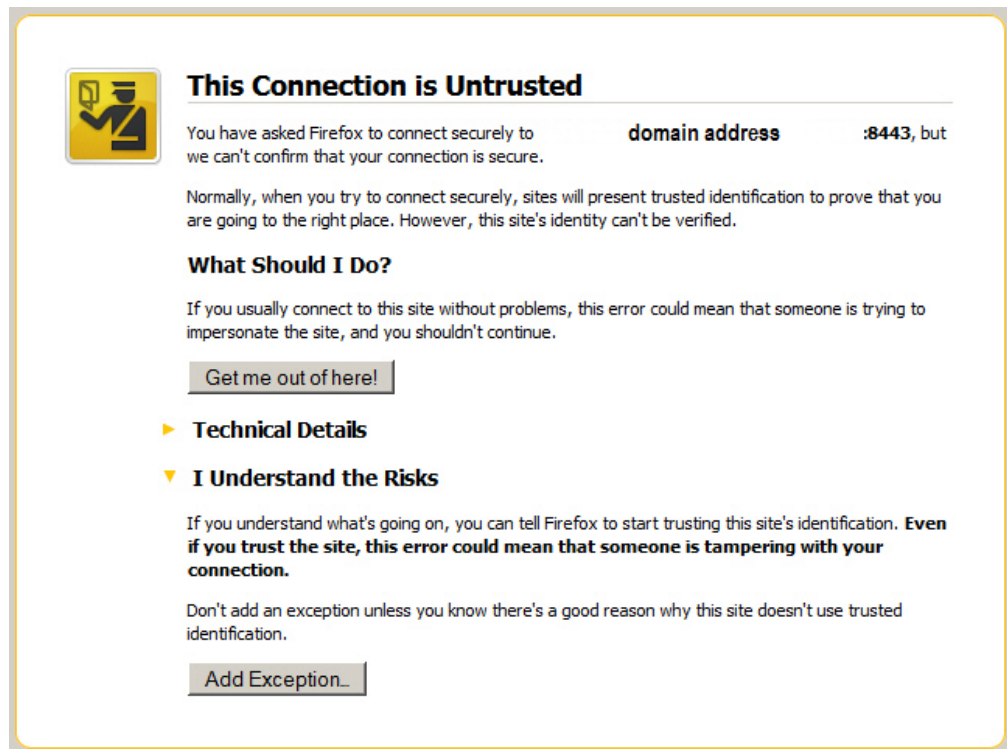 This Connection is Untrusted
You have asked Firefox to connect securely to domain address :8443, but
we can't confirm that your connection is secure.
Normally, when you try to connect securely, sites will present trusted identification to prove that you
are going to the right place. However, this site's identity can't be verified.
What Should I Do?
If you usually connect to this site without problems, this error could mean that someone is trying to
impersonate the site, and you shouldn't continue.
Get me out of here!
Technical Details
I Understand the Risks
If you understand what's going on, you can tell Firefox to start trusting this site's identification. Even
if you trust the site, this error could mean that someone is tampering with your
connection.
Don't add an exception unless you know there's a good reason why this site doesn't use trusted
identification.
Add Exception…